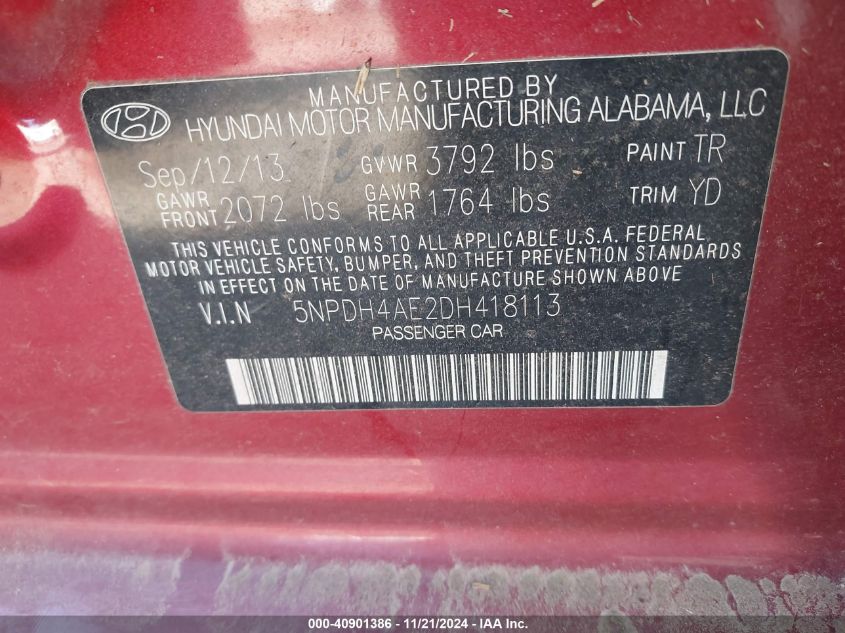 MANUFACTURED BY
HYUNDAI MOTOR MANUFACTURING ALABAMA, LLC
Sep/12/13 GVWR 3792 lbs PAINT TR
GAWR FRONT 2072 lbs GAWR REAR 1764 lbs TRIM YD
THIS VEHICLE CONFORMS TO ALL APPLICABLE U.S.A. FEDERAL
MOTOR VEHICLE SAFETY, BUMPER, AND THEFT PREVENTION STANDARDS
IN EFFECT ON THE DATE OF MANUFACTURE SHOWN ABOVE
V.I.N 5NPDH4AE2DH418113
PASSENGER CAR
000-40901386 - 11/21/2024 - IAA Inc.